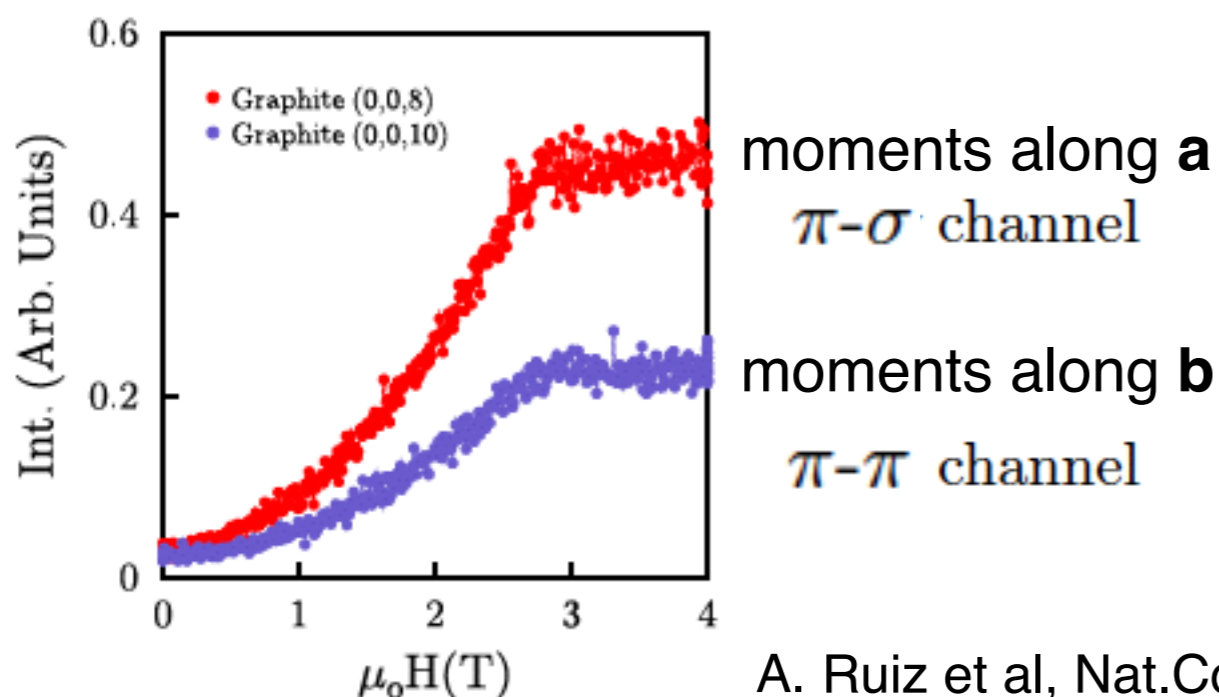 0.6
Graphite (0,0,8)
Graphite (0,0,10)
moments along a
π-σ channel
0.4
Int. (Arb. Units)
moments along b
0.2
π-π channel
0
0 1 2 3 4
μoH(T)
A. Ruiz et al, Nat.Co